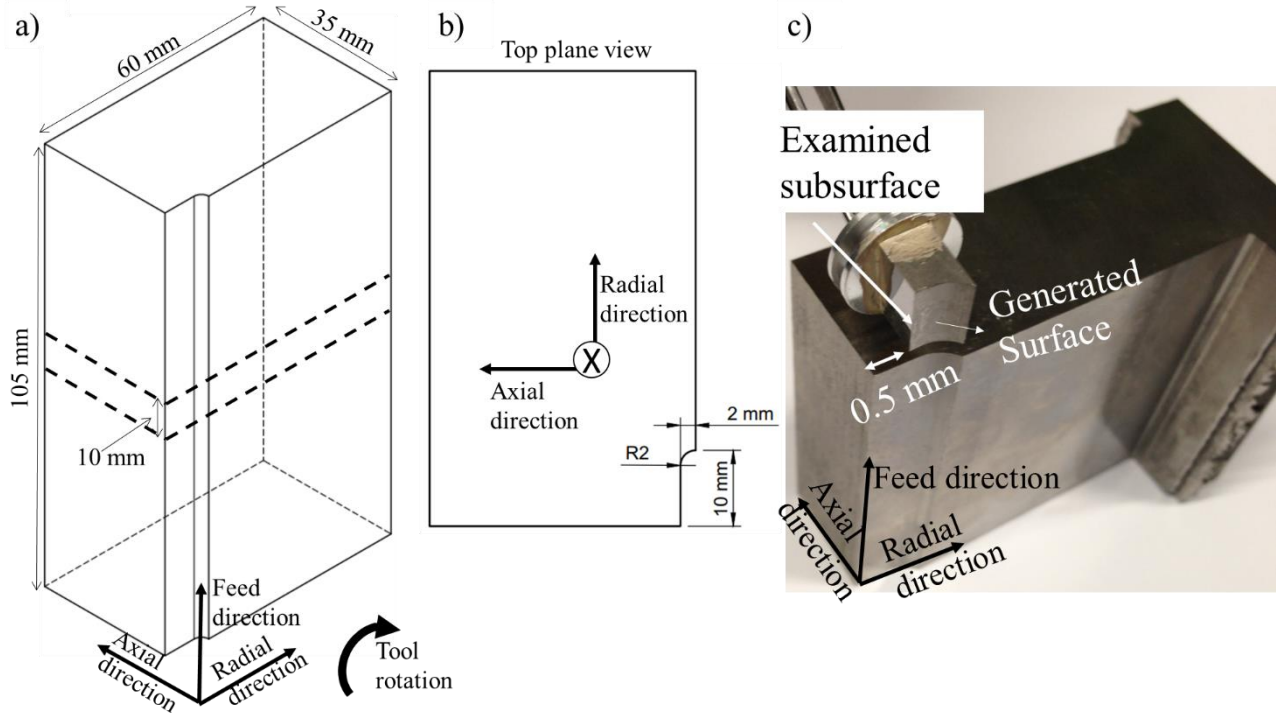 a)
60 mm
35 mm
105 mm
10 mm
Feed
direction
Axial
direction
Radial
direction
Tool
rotation
b)
Top plane view
Radial
direction
X
Axial
direction
2 mm
R2
10 mm
c)
Examined
subsurface
Generated
Surface
0.5 mm
Feed direction
Axial
direction
Radial
direction